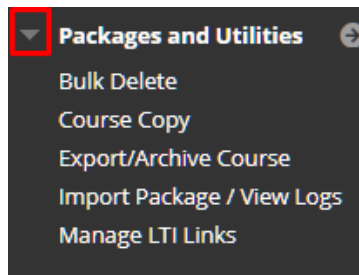 Packages and Utilities
Bulk Delete
Course Copy
Export/Archive Course
Import Package / View Logs
Manage LTI Links